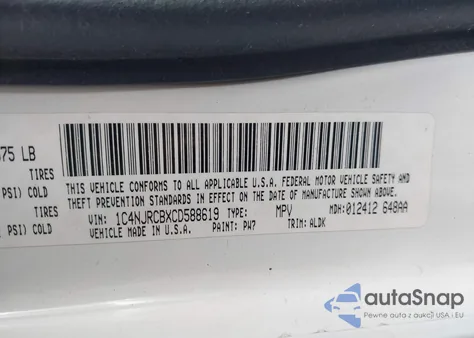 75 LB
TIRES
PSI) COLD
TIRES
PSI) COLD
THIS VEHICLE CONFORMS TO ALL APPLICABLE U.S.A. FEDERAL MOTOR VEHICLE SAFETY AND
THEFT PREVENTION STANDARDS IN EFFECT ON THE DATE OF MANUFACTURE SHOWN ABOVE.
VIN: 1C4NJRCBXCD588619 TYPE: MPV MDH: 012412 648AA
VEHICLE MADE IN U.S.A. PAINT: PW7 TRIM: ALDK
autoSnap
Pewne auta z aukcji USA i EU